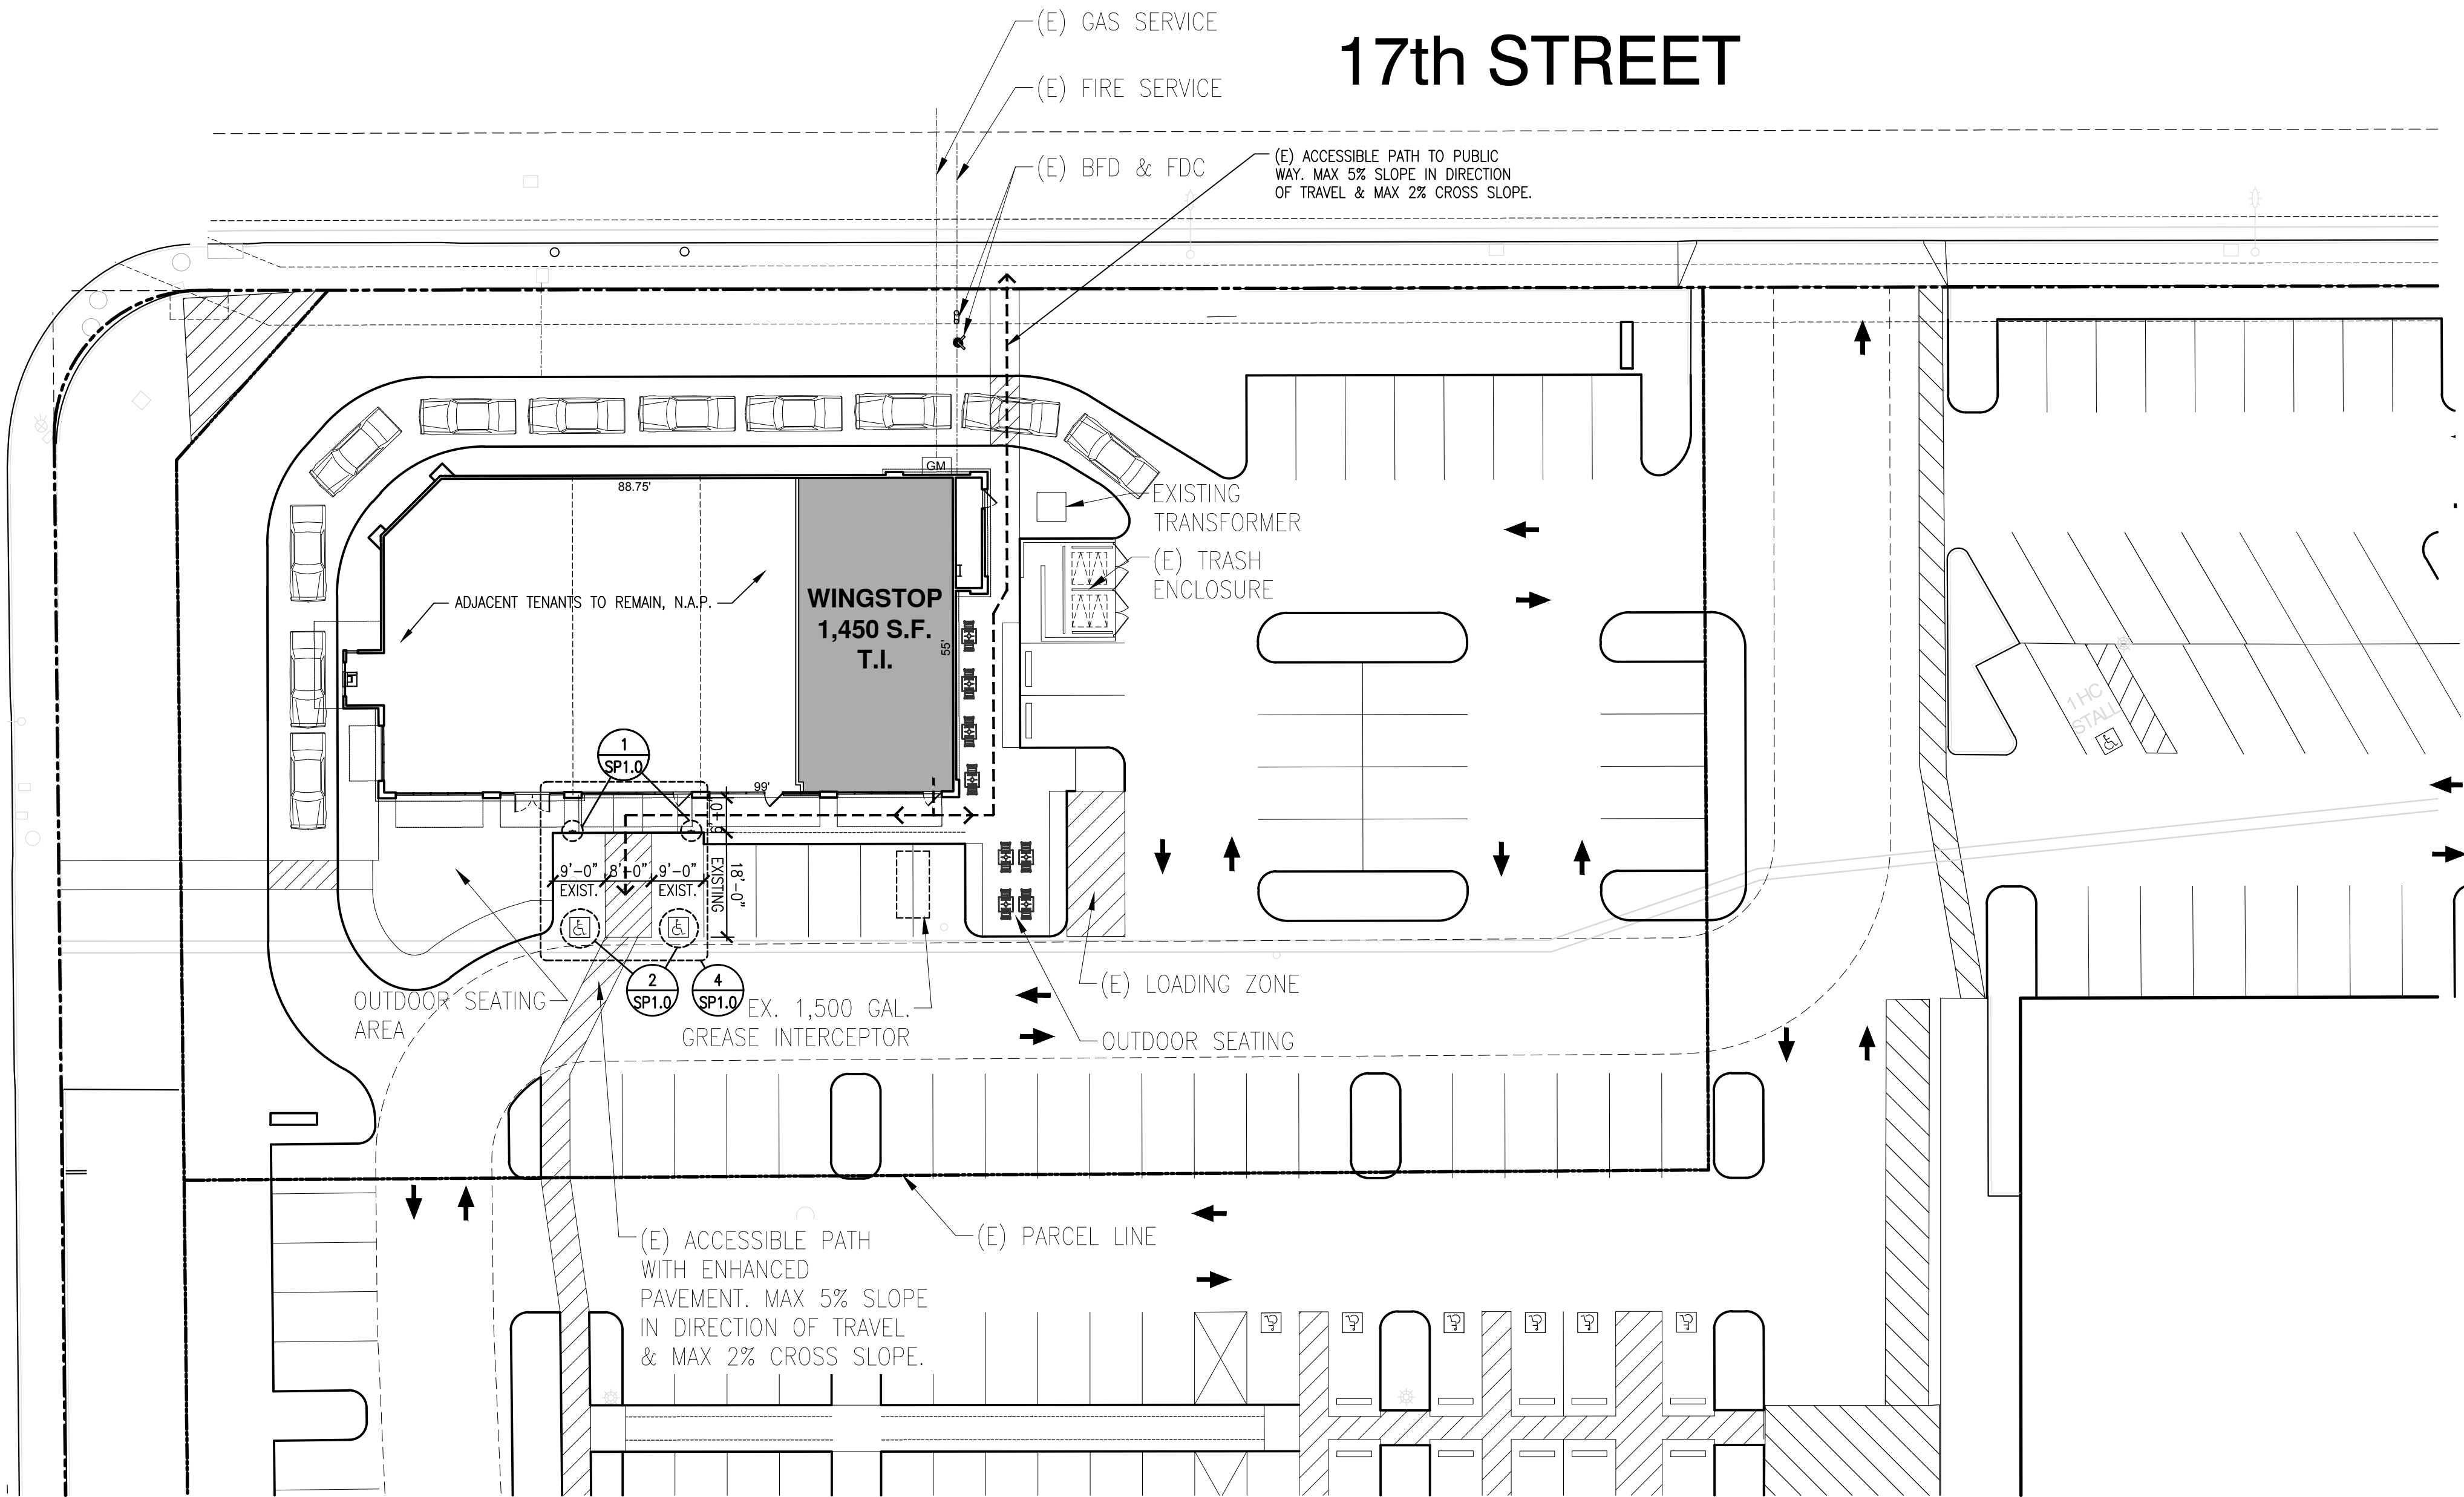 (E) GAS SERVICE
17th STREET
(E) FIRE SERVICE
(E) BFD & FDC
(E) ACCESSIBLE PATH TO PUBLIC
WAY. MAX 5% SLOPE IN DIRECTION
OF TRAVEL & MAX 2% CROSS SLOPE.
GM
88.75'
EXISTING
TRANSFORMER
(E) TRASH
ENCLOSURE
ADJACENT TENANTS TO REMAIN, N.A.P.
WINGSTOP
1,450 S.F.
T.I.
55'
1 HC
STALL
1
SP1.0
99'
9'-0"
EXIST.
8'-0"
9'-0"
EXIST.
18'-0"
EXISTING
2
SP1.0
4
SP1.0
OUTDOOR SEATING
AREA
EX. 1,500 GAL.
GREASE INTERCEPTOR
(E) LOADING ZONE
OUTDOOR SEATING
(E) ACCESSIBLE PATH
WITH ENHANCED
PAVEMENT. MAX 5% SLOPE
IN DIRECTION OF TRAVEL
& MAX 2% CROSS SLOPE.
(E) PARCEL LINE